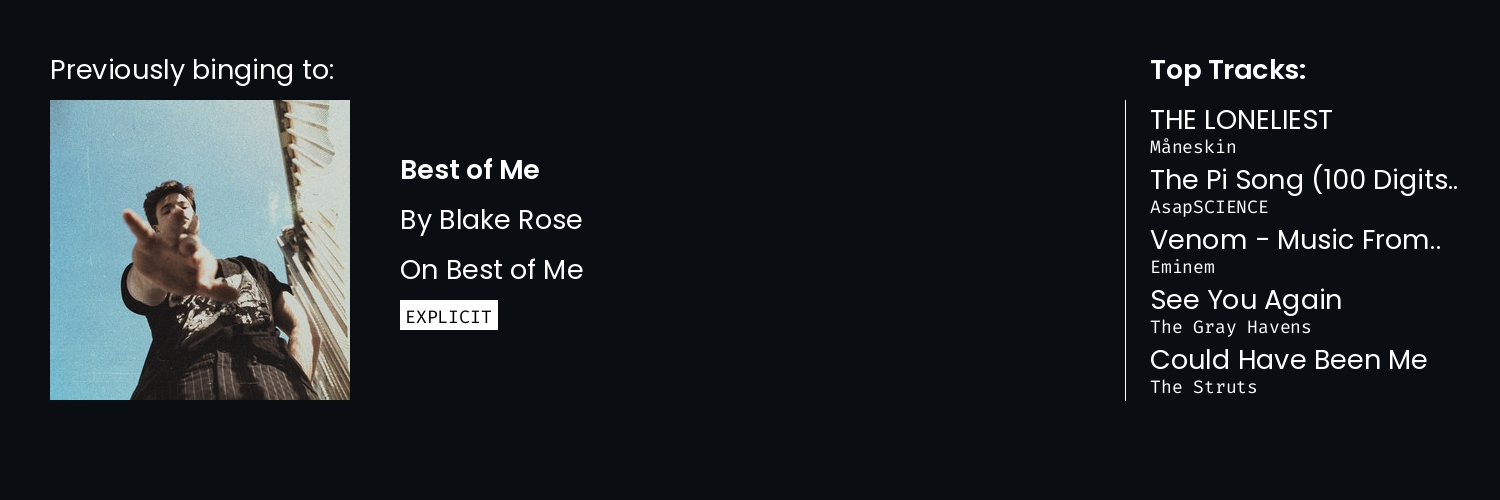 Previously binging to:
Best of Me
By Blake Rose
On Best of Me
EXPLICIT
Top Tracks:
THE LONELIEST
Måneskin
The Pi Song (100 Digits..
AsapSCIENCE
Venom - Music From..
Eminem
See You Again
The Gray Havens
Could Have Been Me
The Struts